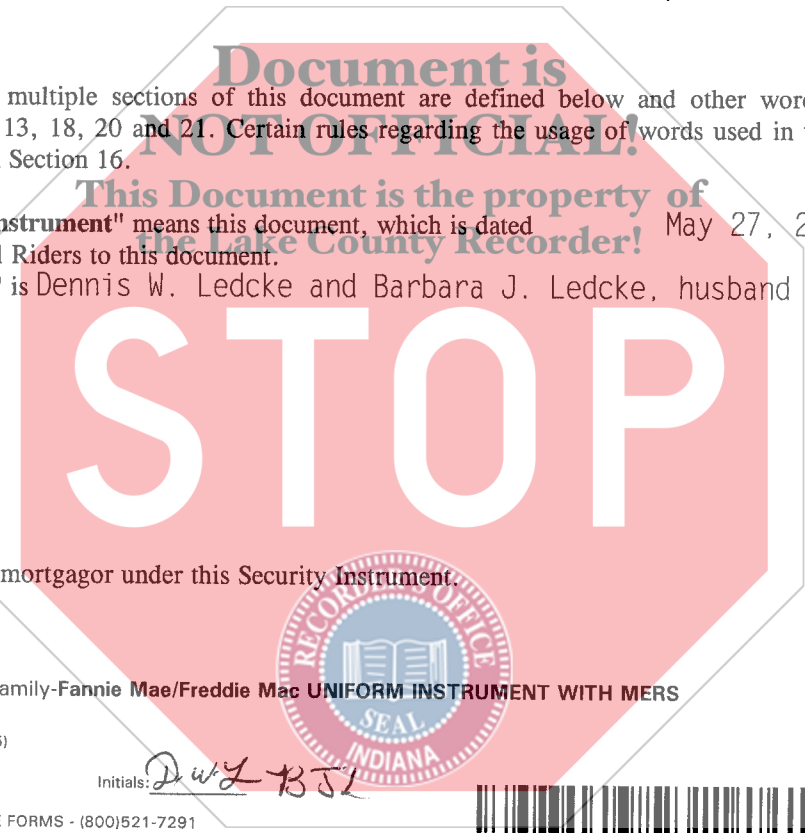 Document is
multiple sections of this document are defined below and other wor
13, 18, 20 and 21. Certain rules regarding the usage of words used in
NOT OFFICIAL!
Section 16.
This Document is the property of
nstrument" means this document, which is dated May 27, 2
the Lake County Recorder!
Riders to this document.
is Dennis W. Ledcke and Barbara J. Ledcke, husband
STOP
mortgagor under this Security Instrument.
RECORDER'S OFFICE
SEAL
INDIANA
amily-Fannie Mae/Freddie Mac UNIFORM INSTRUMENT WITH MERS
Initials: D.W.L BJL
FORMS - (800)521-7291